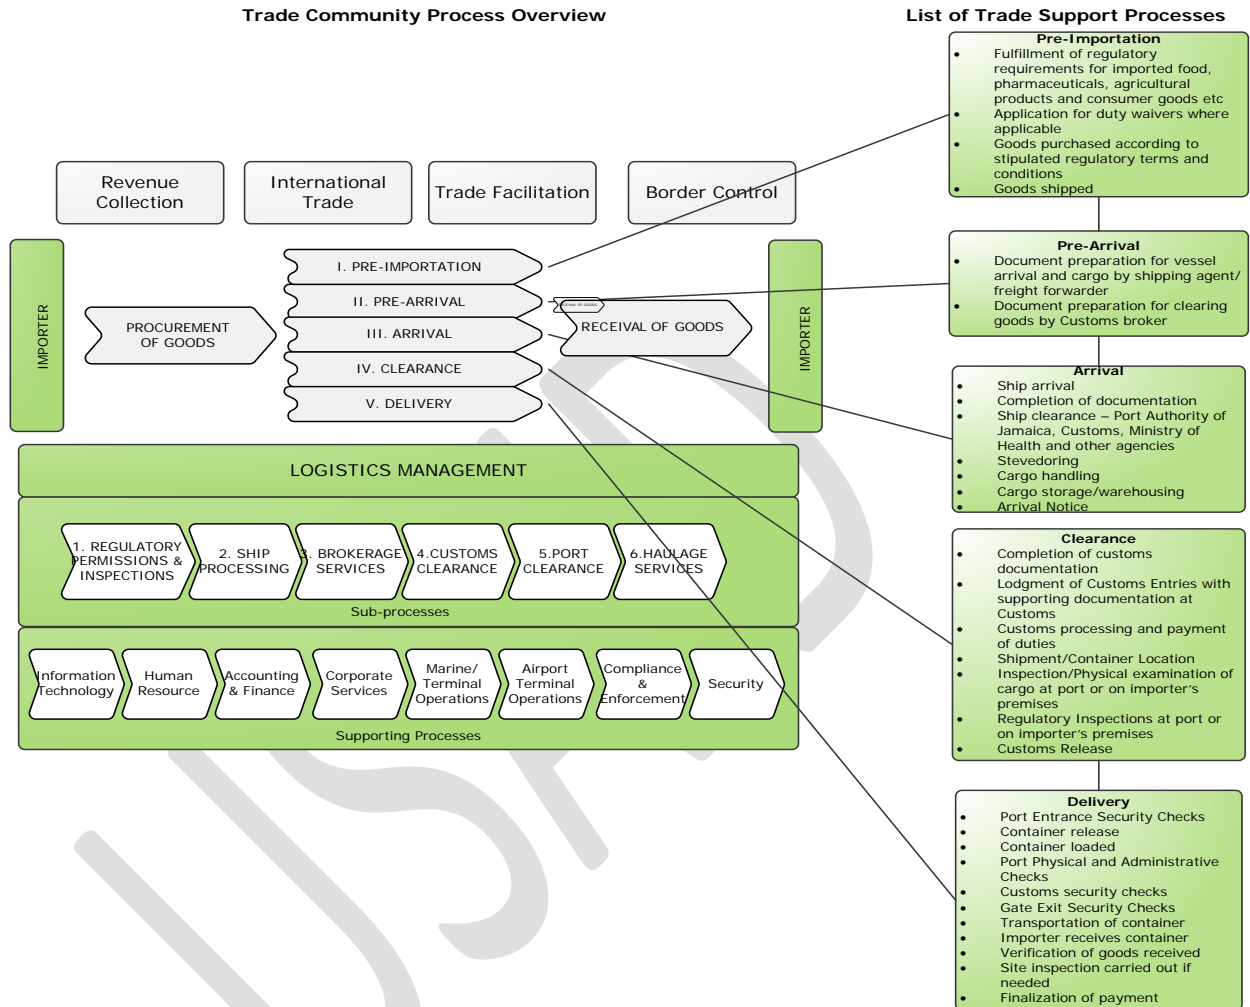 Trade Community Process Overview
List of Trade Support Processes
Revenue
Collection
International
Trade
Trade Facilitation
Border Control
IMPORTER
PROCUREMENT
OF GOODS
I. PRE-IMPORTATION
II. PRE-ARRIVAL
III. ARRIVAL
IV. CLEARANCE
V. DELIVERY
RECEIVAL OF GOODS
RECEIVAL OF GOODS
IMPORTER
LOGISTICS MANAGEMENT
1. REGULATORY
PERMISSIONS &
INSPECTIONS
2. SHIP
PROCESSING
3. BROKERAGE
SERVICES
4.CUSTOMS
CLEARANCE
5.PORT
CLEARANCE
6.HAULAGE
SERVICES
Sub-processes
Information
Technology
Human
Resource
Accounting
& Finance
Corporate
Services
Marine/
Terminal
Operations
Airport
Terminal
Operations
Compliance
&
Enforcement
Security
Supporting Processes
Pre-Importation
• Fulfillment of regulatory
requirements for imported food,
pharmaceuticals, agricultural
products and consumer goods etc
• Application for duty waivers where
applicable
• Goods purchased according to
stipulated regulatory terms and
conditions
• Goods shipped
Pre-Arrival
• Document preparation for vessel
arrival and cargo by shipping agent/
freight forwarder
• Document preparation for clearing
goods by Customs broker
Arrival
• Ship arrival
• Completion of documentation
• Ship clearance – Port Authority of
Jamaica, Customs, Ministry of
Health and other agencies
• Stevedoring
• Cargo handling
• Cargo storage/warehousing
• Arrival Notice
Clearance
• Completion of customs
documentation
• Lodgment of Customs Entries with
supporting documentation at
Customs
• Customs processing and payment
of duties
• Shipment/Container Location
• Inspection/Physical examination of
cargo at port or on importer's
premises
• Regulatory Inspections at port or
on importer's premises
• Customs Release
Delivery
• Port Entrance Security Checks
• Container release
• Container loaded
• Port Physical and Administrative
Checks
• Customs security checks
• Gate Exit Security Checks
• Transportation of container
• Importer receives container
• Verification of goods received
• Site inspection carried out if
needed
• Finalization of payment